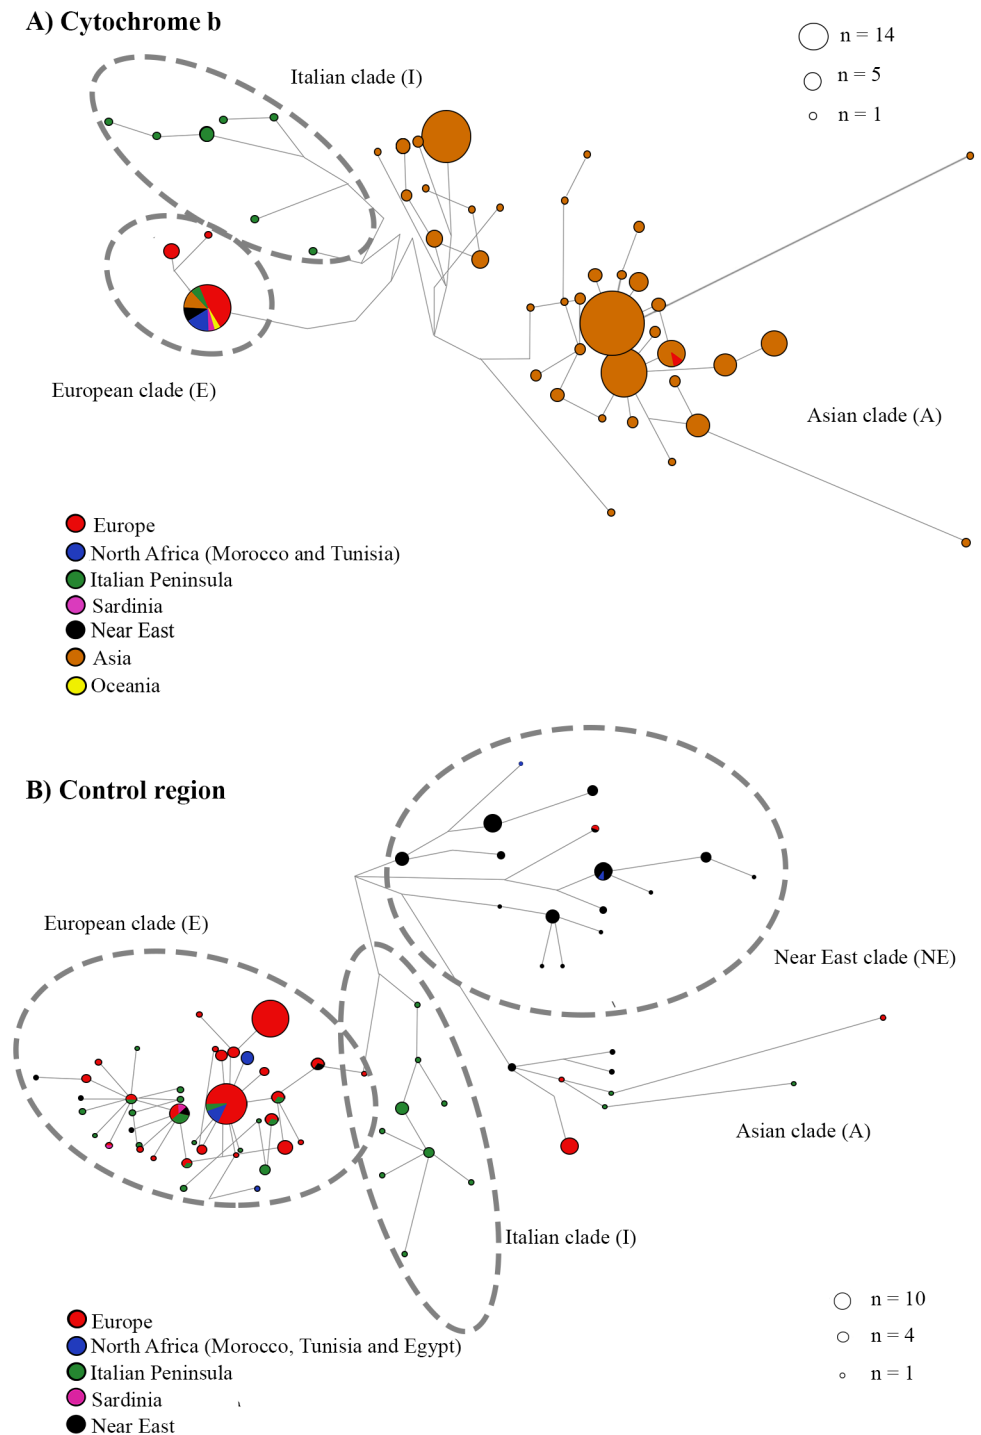 A) Cytochrome b
n = 14
n = 5
n = 1
Italian clade (I)
European clade (E)
Asian clade (A)
Europe
North Africa (Morocco and Tunisia)
Italian Peninsula
Sardinia
Near East
Asia
Oceania
B) Control region
European clade (E)
Near East clade (NE)
Asian clade (A)
Italian clade (I)
n = 10
n = 4
n = 1
Europe
North Africa (Morocco, Tunisia and Egypt)
Italian Peninsula
Sardinia
Near East